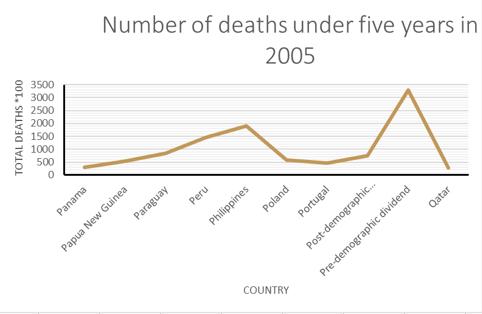 Number of deaths under five years in
2005
TOTAL DEATHS *100
3500
3000
2500
2000
1500
1000
500
0
Panama
Papua New Guinea
Paraguay
Peru
Philippines
Poland
Portugal
Post-demographic...
Pre-demographic dividend
Qatar
COUNTRY